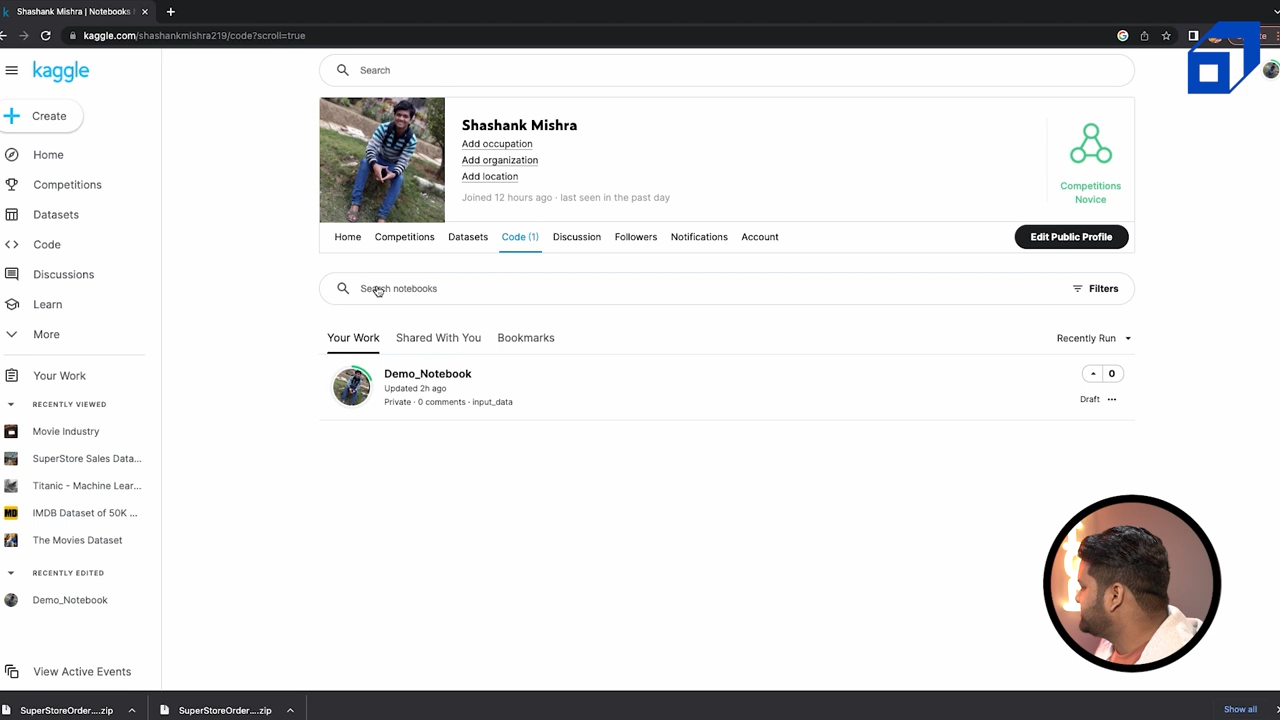 Shashank Mishra | Notebooks
kaggle.com/shashankmishra219/code?scroll=true
kaggle
Search
Create
Home
Competitions
Datasets
Code
Discussions
Learn
More
Your Work
RECENTLY VIEWED
Movie Industry
SuperStore Sales Data...
Titanic - Machine Lear...
IMDB Dataset of 50K ...
The Movies Dataset
RECENTLY EDITED
Demo_Notebook
View Active Events
Shashank Mishra
Add occupation
Add organization
Add location
Joined 12 hours ago · last seen in the past day
Competitions
Novice
Home Competitions Datasets Code (1) Discussion Followers Notifications Account Edit Public Profile
Search notebooks Filters
Your Work Shared With You Bookmarks Recently Run
Demo_Notebook
Updated 2h ago
Private · 0 comments · input_data
0
Draft ···
MD
SuperStoreOrder....zip SuperStoreOrder....zip Show all